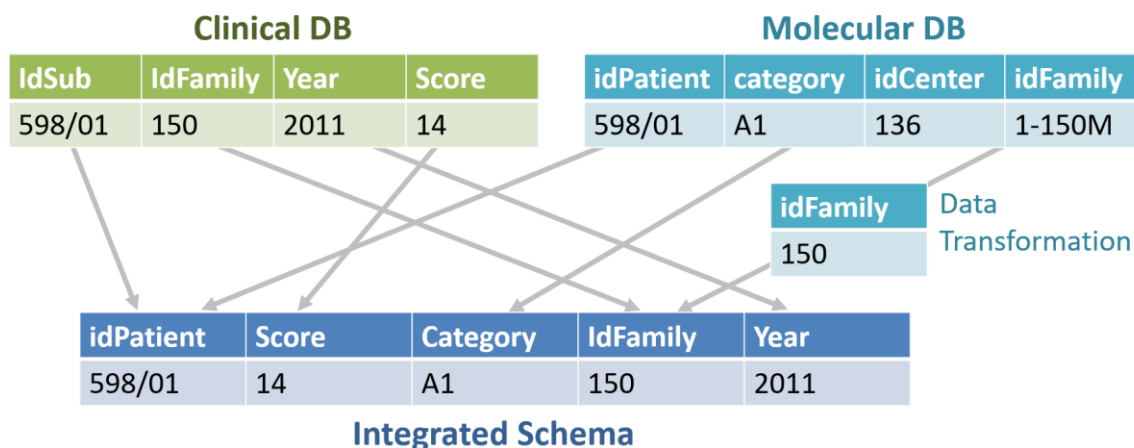 Clinical DB
IdSub IdFamily Year Score
598/01 150 2011 14
Molecular DB
idPatient category idCenter idFamily
598/01 A1 136 1-150M
idFamily
150
Data
Transformation
idPatient Score Category IdFamily Year
598/01 14 A1 150 2011
Integrated Schema